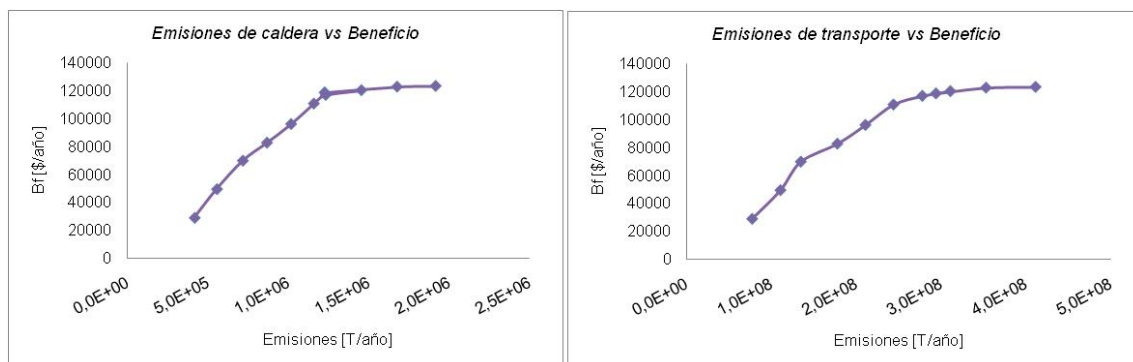 Emisiones de caldera vs Beneficio
140000
120000
100000
80000
60000
40000
20000
0
Bf [$/año]
0,0E+00
5,0E+05
1,0E+06
1,5E+06
2,0E+06
2,5E+06
Emisiones [T/año]
Emisiones de transporte vs Beneficio
140000
120000
100000
80000
60000
40000
20000
0
Bf [$/año]
0,0E+00
1,0E+08
2,0E+08
3,0E+08
4,0E+08
5,0E+08
Emisiones [T/año]